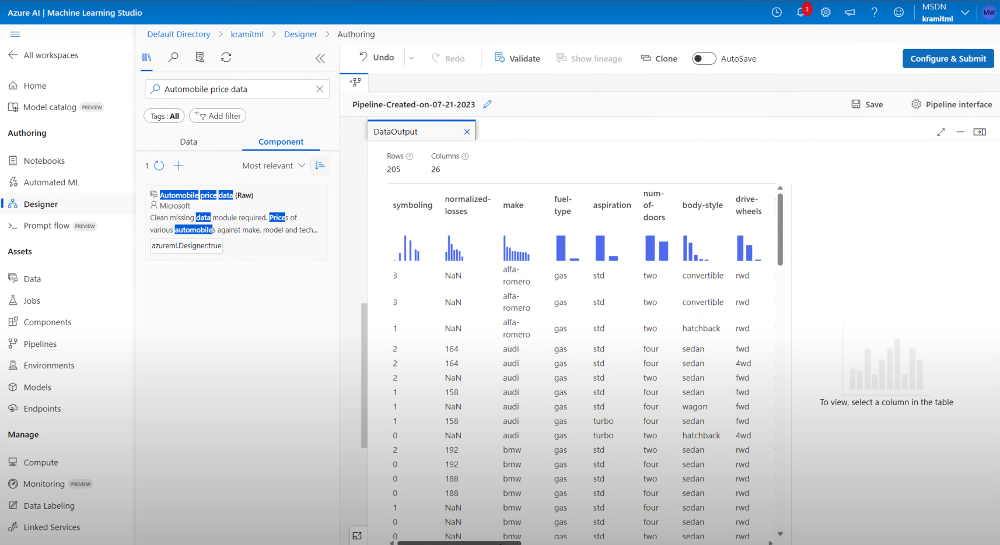 Azure AI | Machine Learning Studio
3
MSDN
kramitml
MW
All workspaces
Home
Model catalog PREVIEW
Authoring
Notebooks
Automated ML
Designer
Prompt flow PREVIEW
Assets
Data
Jobs
Components
Pipelines
Environments
Models
Endpoints
Manage
Compute
Monitoring PREVIEW
Data Labeling
Linked Services
Default Directory > kramitml > Designer > Authoring
Automobile price data
Tags : All
Add filter
Data
Component
1
Most relevant
Automobile price data (Raw)
Microsoft
Clean missing data module required. Prices of
various automobiles against make, model and tech...
azureml.Designer:true
Undo
Redo
Validate
Show lineage
Clone
AutoSave
Configure & Submit
Pipeline-Created-on-07-21-2023
Save
Pipeline interface
DataOutput
Rows ?
Columns ?
205
26
symboling normalized-losses make fuel-type aspiration num-of-doors body-style drive-wheels
3 NaN alfa-romero gas std two convertible rwd
3 NaN alfa-romero gas std two convertible rwd
1 NaN alfa-romero gas std two hatchback rwd
2 164 audi gas std four sedan fwd
2 164 audi gas std four sedan 4wd
2 NaN audi gas std two sedan fwd
1 158 audi gas std four sedan fwd
1 NaN audi gas std four wagon fwd
1 158 audi gas turbo four sedan fwd
0 NaN audi gas turbo two hatchback 4wd
2 192 bmw gas std two sedan rwd
0 192 bmw gas std four sedan rwd
0 188 bmw gas std two sedan rwd
0 188 bmw gas std four sedan rwd
1 NaN bmw gas std four sedan rwd
0 NaN bmw gas std four sedan rwd
0 NaN bmw gas std two sedan rwd
To view, select a column in the table